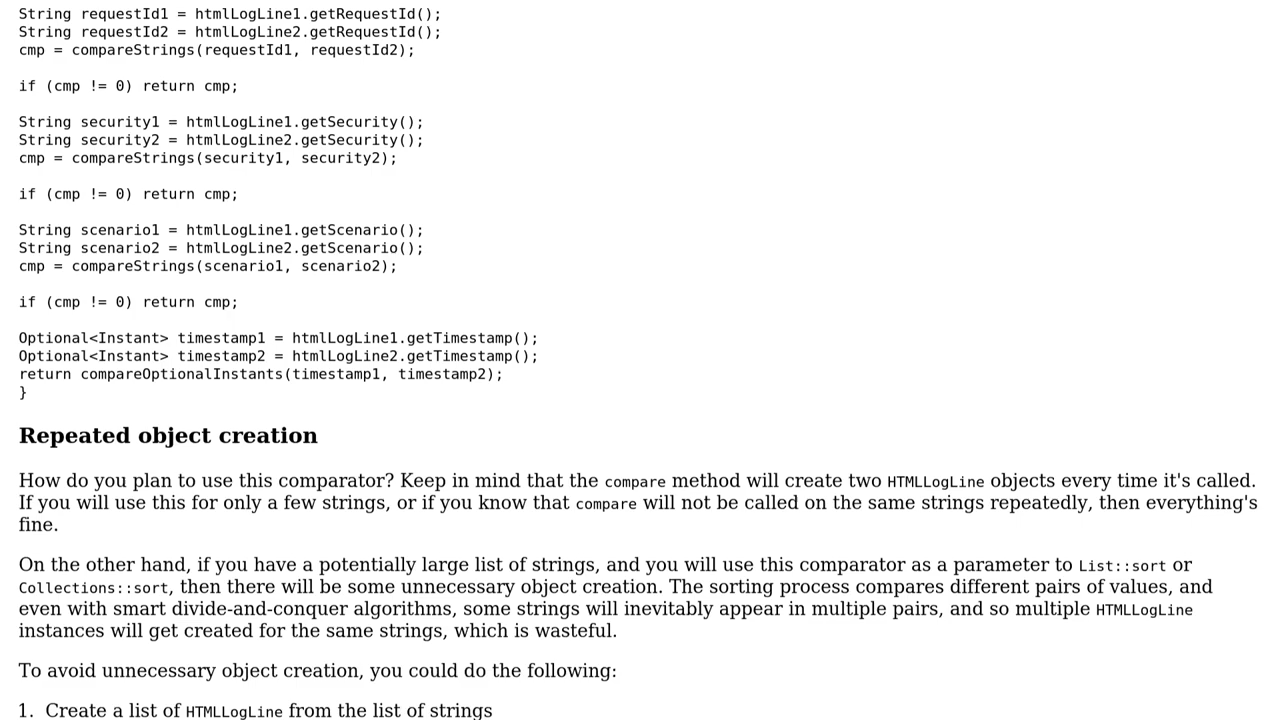 String requestId1 = htmlLogLine1.getRequestId();
String requestId2 = htmlLogLine2.getRequestId();
cmp = compareStrings(requestId1, requestId2);
if (cmp != 0) return cmp;
String security1 = htmlLogLine1.getSecurity();
String security2 = htmlLogLine2.getSecurity();
cmp = compareStrings(security1, security2);
if (cmp != 0) return cmp;
String scenario1 = htmlLogLine1.getScenario();
String scenario2 = htmlLogLine2.getScenario();
cmp = compareStrings(scenario1, scenario2);
if (cmp != 0) return cmp;
Optional<Instant> timestamp1 = htmlLogLine1.getTimestamp();
Optional<Instant> timestamp2 = htmlLogLine2.getTimestamp();
return compareOptionalInstants(timestamp1, timestamp2);
}
Repeated object creation
How do you plan to use this comparator? Keep in mind that the compare method will create two HTMLLogLine objects every time it's called.
If you will use this for only a few strings, or if you know that compare will not be called on the same strings repeatedly, then everything's
fine.
On the other hand, if you have a potentially large list of strings, and you will use this comparator as a parameter to List::sort or
Collections::sort, then there will be some unnecessary object creation. The sorting process compares different pairs of values, and
even with smart divide-and-conquer algorithms, some strings will inevitably appear in multiple pairs, and so multiple HTMLLogLine
instances will get created for the same strings, which is wasteful.
To avoid unnecessary object creation, you could do the following:
1. Create a list of HTMLLogLine from the list of strings